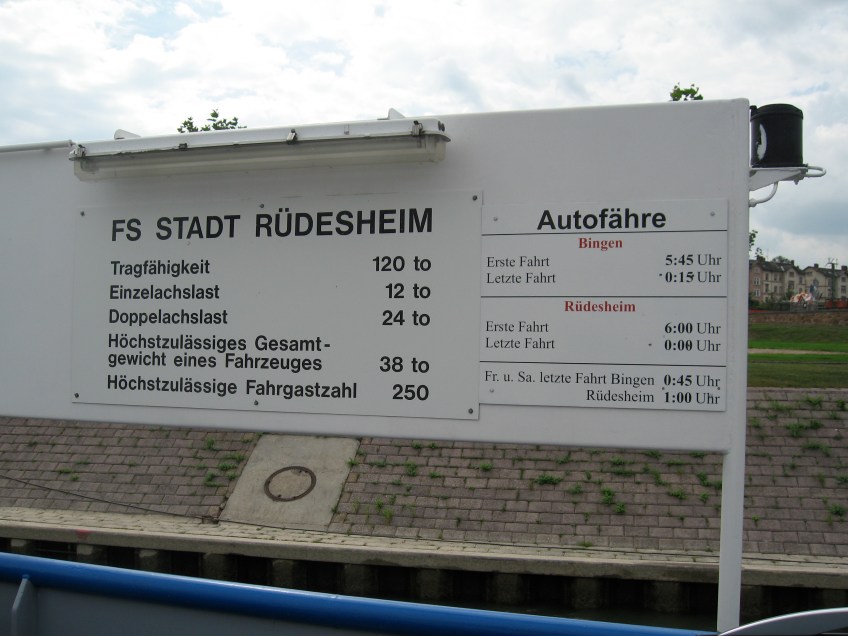 FS STADT RÜDESHEIM
Tragfähigkeit 120 to
Einzelachslast 12 to
Doppelachslast 24 to
Höchstzulässiges Gesamt-
gewicht eines Fahrzeuges 38 to
Höchstzulässige Fahrgastzahl 250
Autofähre
Bingen
Erste Fahrt 5:45 Uhr
Letzte Fahrt 0:15 Uhr
Rüdesheim
Erste Fahrt 6:00 Uhr
Letzte Fahrt 0:00 Uhr
Fr. u. Sa. letzte Fahrt Bingen 0:45 Uhr
Rüdesheim 1:00 Uhr